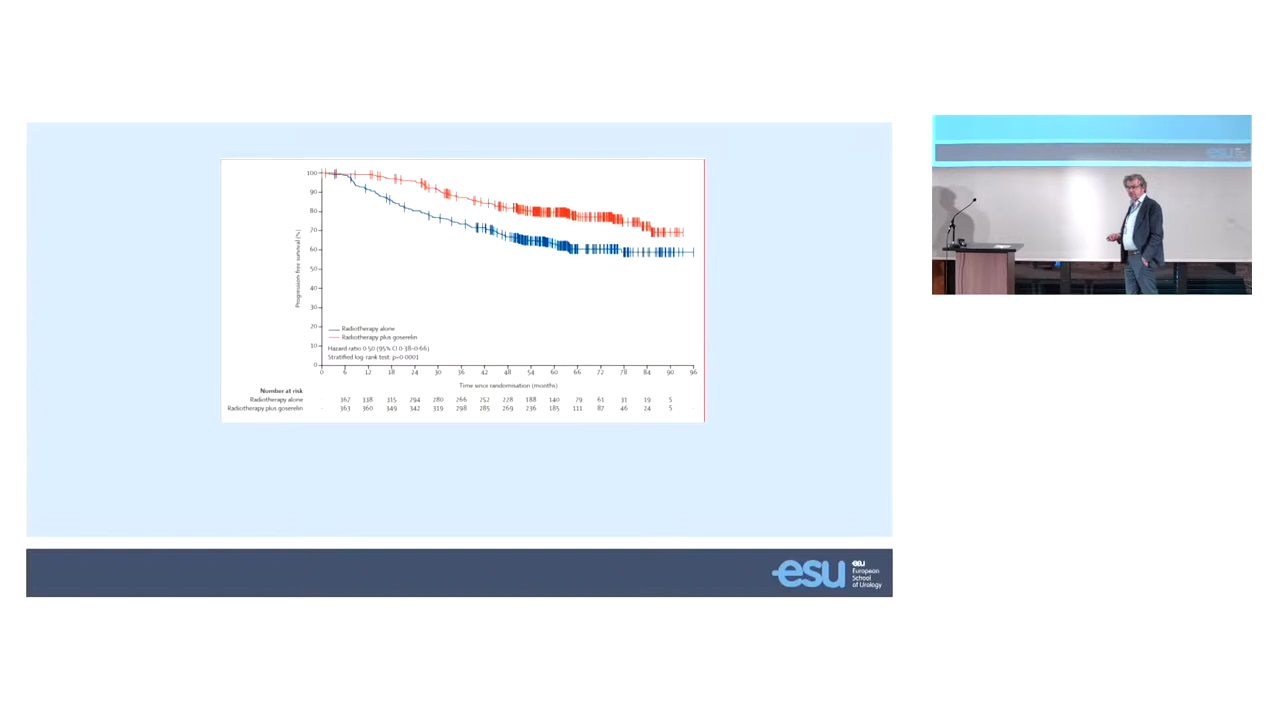 100
90
80
70
60
50
40
30
20
10
0
Progression-free survival (%)
Radiotherapy alone
Radiotherapy plus goserelin
Hazard ratio 0·50 (95% CI 0·38–0·66)
Stratified log-rank test: p=0·0001
0 6 12 18 24 30 36 42 48 54 60 66 72 78 84 90 96
Time since randomisation (months)
Number at risk
Radiotherapy alone 362 338 315 294 280 266 252 228 188 140 79 61 31 19 5
Radiotherapy plus goserelin 363 360 349 342 319 298 285 269 236 185 111 87 46 24 5
esu
eau
European
School
of Urology
esu